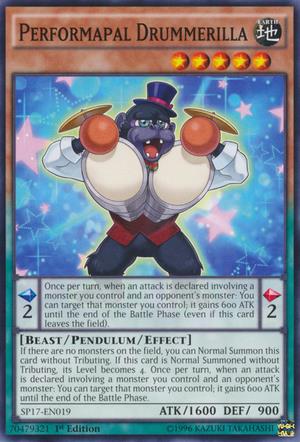 PERFORMAPAL DRUMMERILLA
EARTH
地
Once per turn, when an attack is declared involving a
monster you control and an opponent's monster: You
can target that monster you control; it gains 600 ATK
until the end of the Battle Phase (even if this card
leaves the field).
2
2
[BEAST/PENDULUM/EFFECT]
If there are no monsters on the field, you can Normal Summon this
card without Tributing. If this card is Normal Summoned without
Tributing, its Level becomes 4. Once per turn, when an attack is
declared involving a monster you control and an opponent's
monster: You can target that monster you control; it gains 600 ATK
until the end of the Battle Phase.
SP17-EN019
ATK/1600
DEF/ 900
70479321
1st Edition
©1996 KAZUKI TAKAHASHI